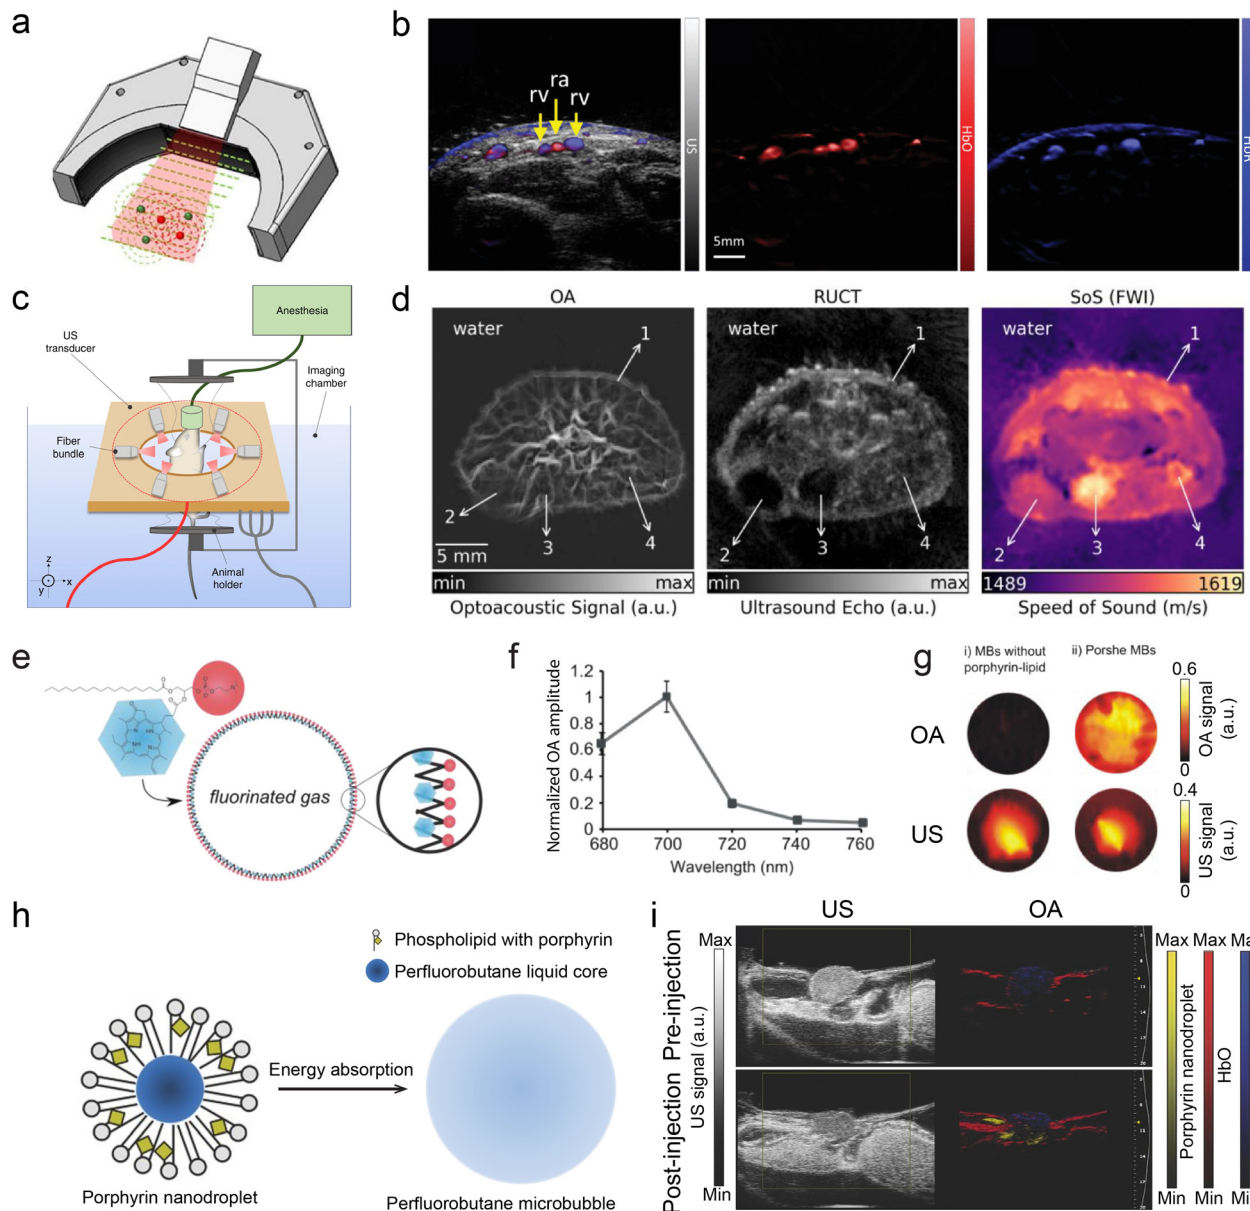 a
b
rv
ra
rv
US
HbO
5mm
c
Anesthesia
US
transducer
Imaging
chamber
Fiber
bundle
Animal
holder
z
x
y
d
OA
RUCT
SoS (FWI)
water
1
2
3
4
5 mm
min
max
Optoacoustic Signal (a.u.)
water
1
2
3
4
min
max
Ultrasound Echo (a.u.)
water
1
2
3
4
1489
1619
Speed of Sound (m/s)
e
fluorinated gas
f
Normalized OA amplitude
1.2
1
0.8
0.6
0.4
0.2
0
680
700
720
740
760
Wavelength (nm)
g
i) MBs without
porphyrin-lipid
ii) Porshe MBs
OA
US
0.6
OA signal
(a.u.)
0
0.4
US signal
(a.u.)
0
h
Phospholipid with porphyrin
Perfluorobutane liquid core
Energy absorption
Porphyrin nanodroplet
Perfluorobutane microbubble
i
US
OA
Pre-injection
Post-injection
Max
US signal (a.u.)
Min
Max
Porphyrin nanodroplet
Min
Max
HbO
Min